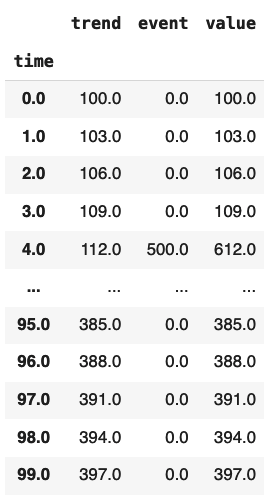 trend event value
time
0.0 100.0 0.0 100.0
1.0 103.0 0.0 103.0
2.0 106.0 0.0 106.0
3.0 109.0 0.0 109.0
4.0 112.0 500.0 612.0
... ... ... ...
95.0 385.0 0.0 385.0
96.0 388.0 0.0 388.0
97.0 391.0 0.0 391.0
98.0 394.0 0.0 394.0
99.0 397.0 0.0 397.0